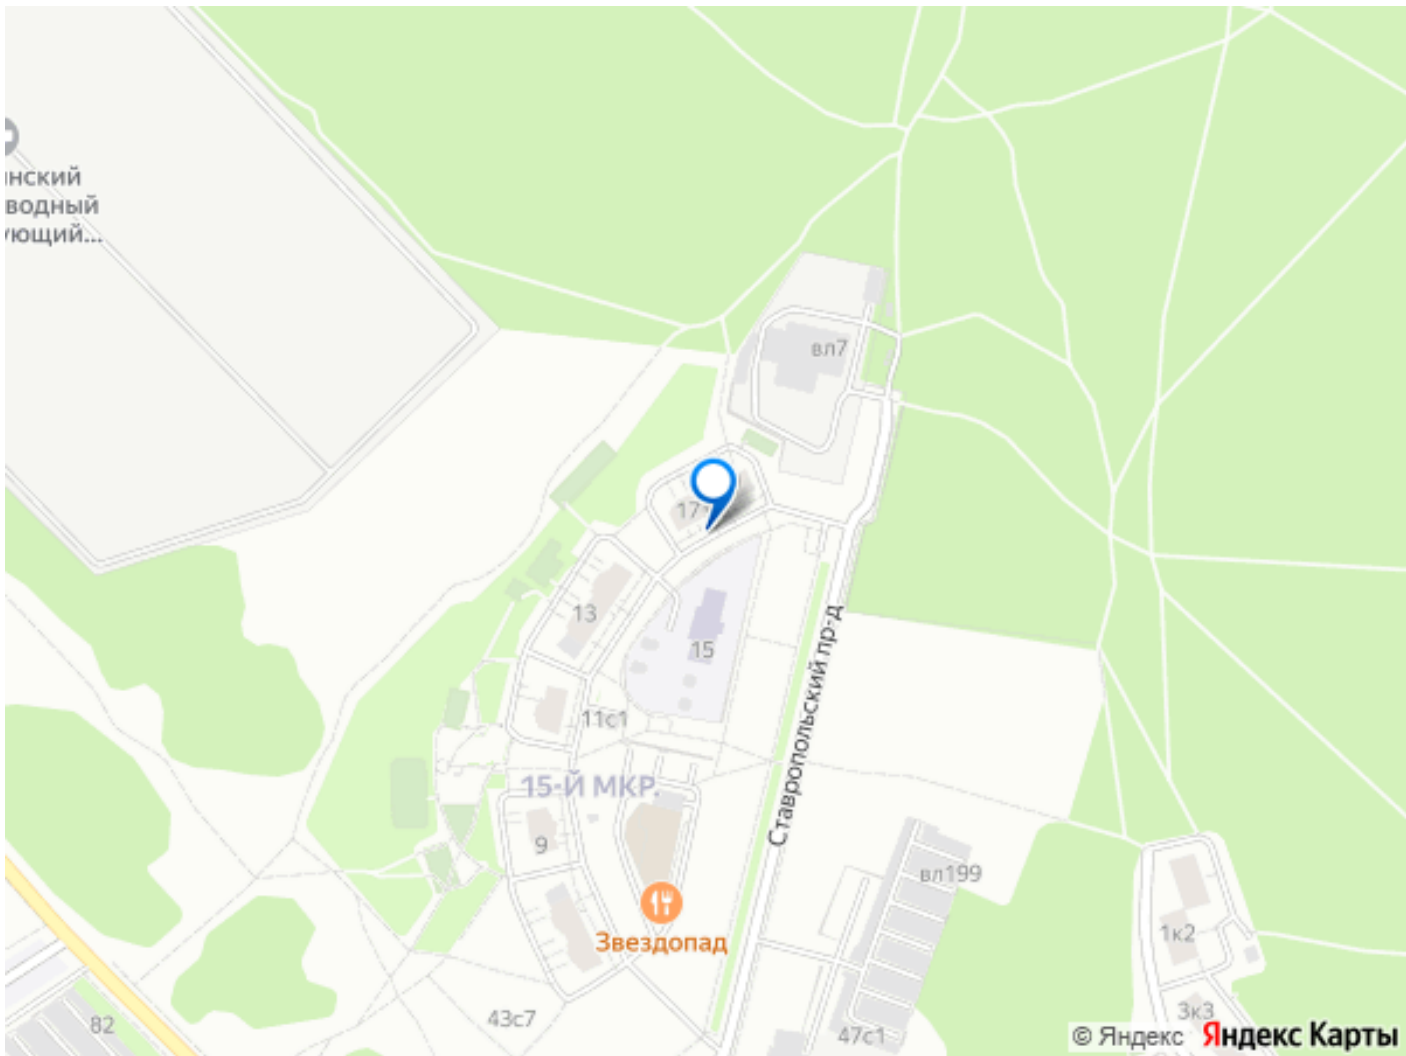 инский
водный
ующий...
вл7
17
13
15
11с1
15-Й МКР.
Ставропольский пр-д
9
вл199
Звездопад
1к2
3к3
43с7
82
47с1
© Яндекс Яндекс Карты